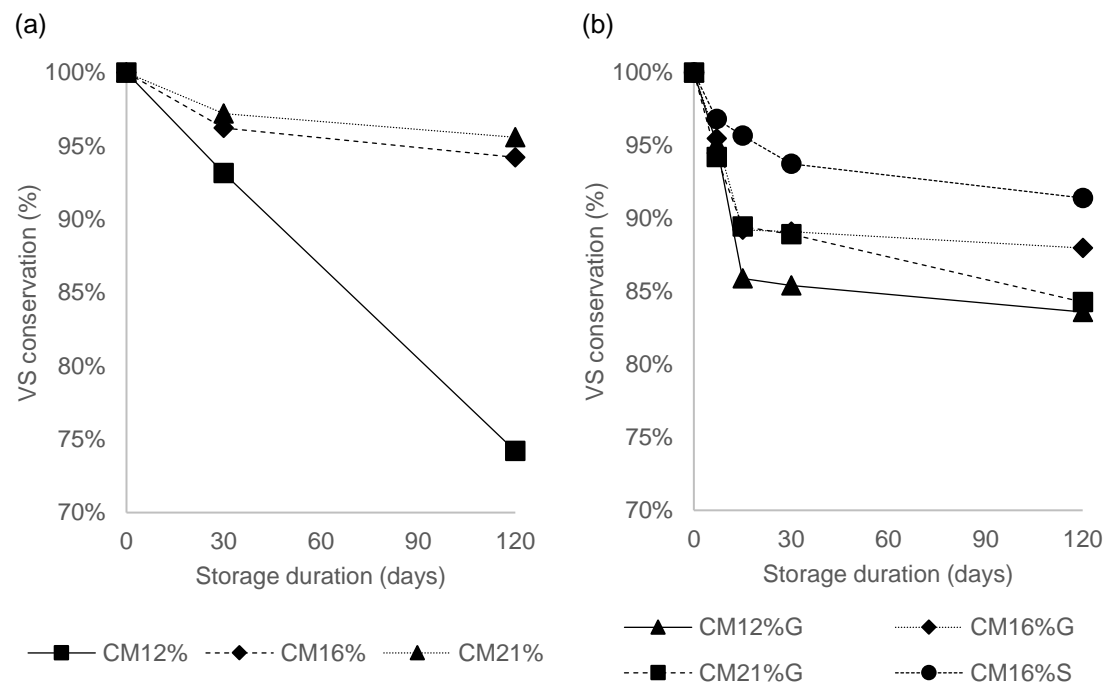 (a)
100%
95%
90%
85%
80%
75%
70%
VS conservation (%)
0 30 60 90 120
Storage duration (days)
CM12% CM16% CM21%
(b)
100%
95%
90%
85%
80%
75%
70%
VS conservation (%)
0 30 60 90 120
Storage duration (days)
CM12%G CM16%G
CM21%G CM16%S